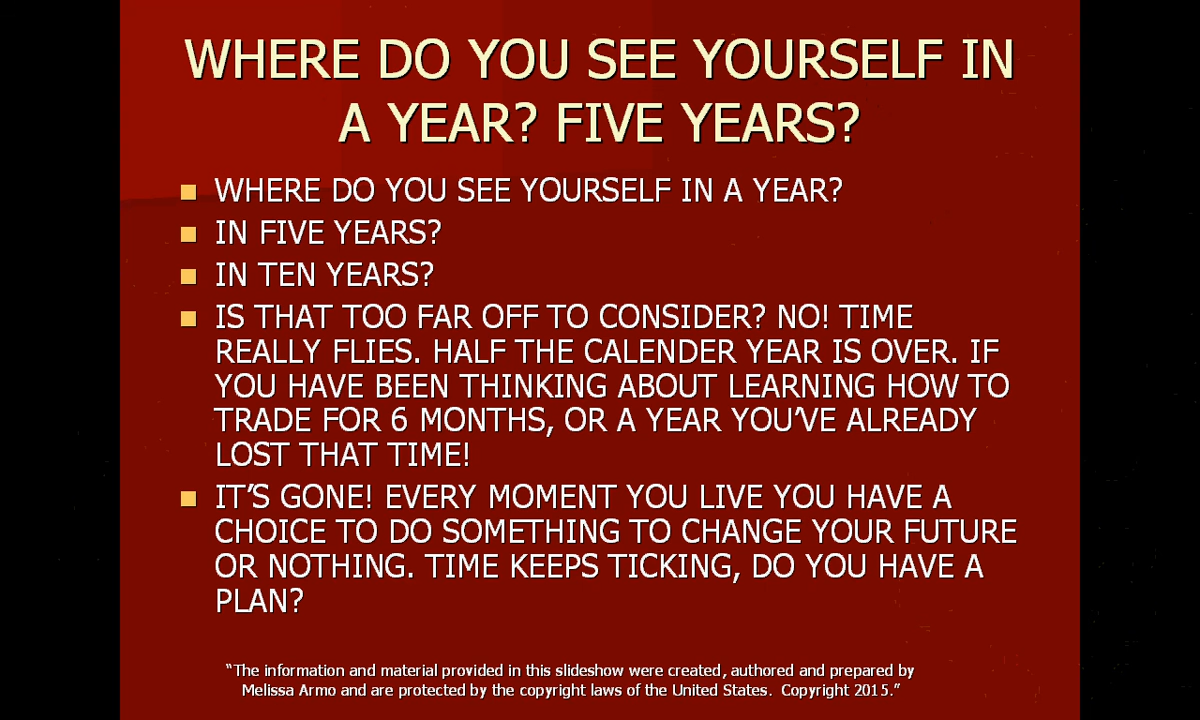 WHERE DO YOU SEE YOURSELF IN
A YEAR? FIVE YEARS?
WHERE DO YOU SEE YOURSELF IN A YEAR?
IN FIVE YEARS?
IN TEN YEARS?
IS THAT TOO FAR OFF TO CONSIDER? NO! TIME
REALLY FLIES. HALF THE CALENDER YEAR IS OVER. IF
YOU HAVE BEEN THINKING ABOUT LEARNING HOW TO
TRADE FOR 6 MONTHS, OR A YEAR YOU’VE ALREADY
LOST THAT TIME!
IT’S GONE! EVERY MOMENT YOU LIVE YOU HAVE A
CHOICE TO DO SOMETHING TO CHANGE YOUR FUTURE
OR NOTHING. TIME KEEPS TICKING, DO YOU HAVE A
PLAN?
“The information and material provided in this slideshow were created, authored and prepared by
Melissa Armo and are protected by the copyright laws of the United States.  Copyright 2015.”